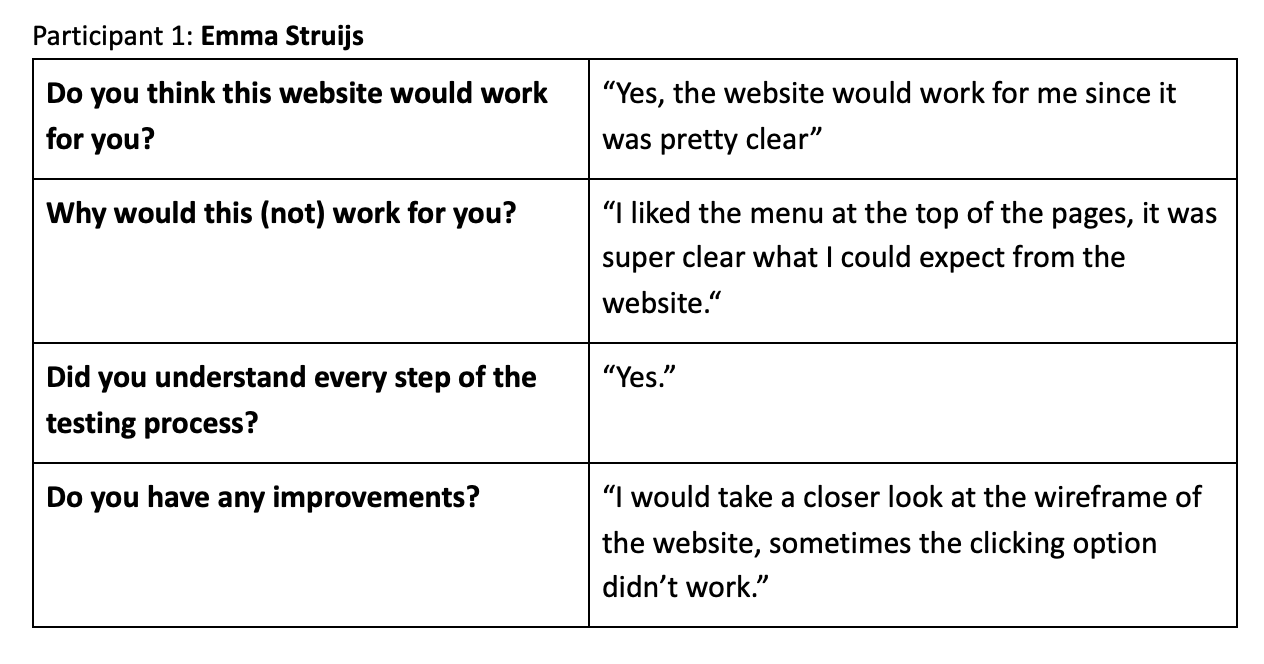 Participant 1: Emma Struijs
Do you think this website would work
for you?
“Yes, the website would work for me since it
was pretty clear”
Why would this (not) work for you?
“I liked the menu at the top of the pages, it was
super clear what I could expect from the
website.“
Did you understand every step of the
testing process?
“Yes.”
Do you have any improvements?
“I would take a closer look at the wireframe of
the website, sometimes the clicking option
didn’t work.”